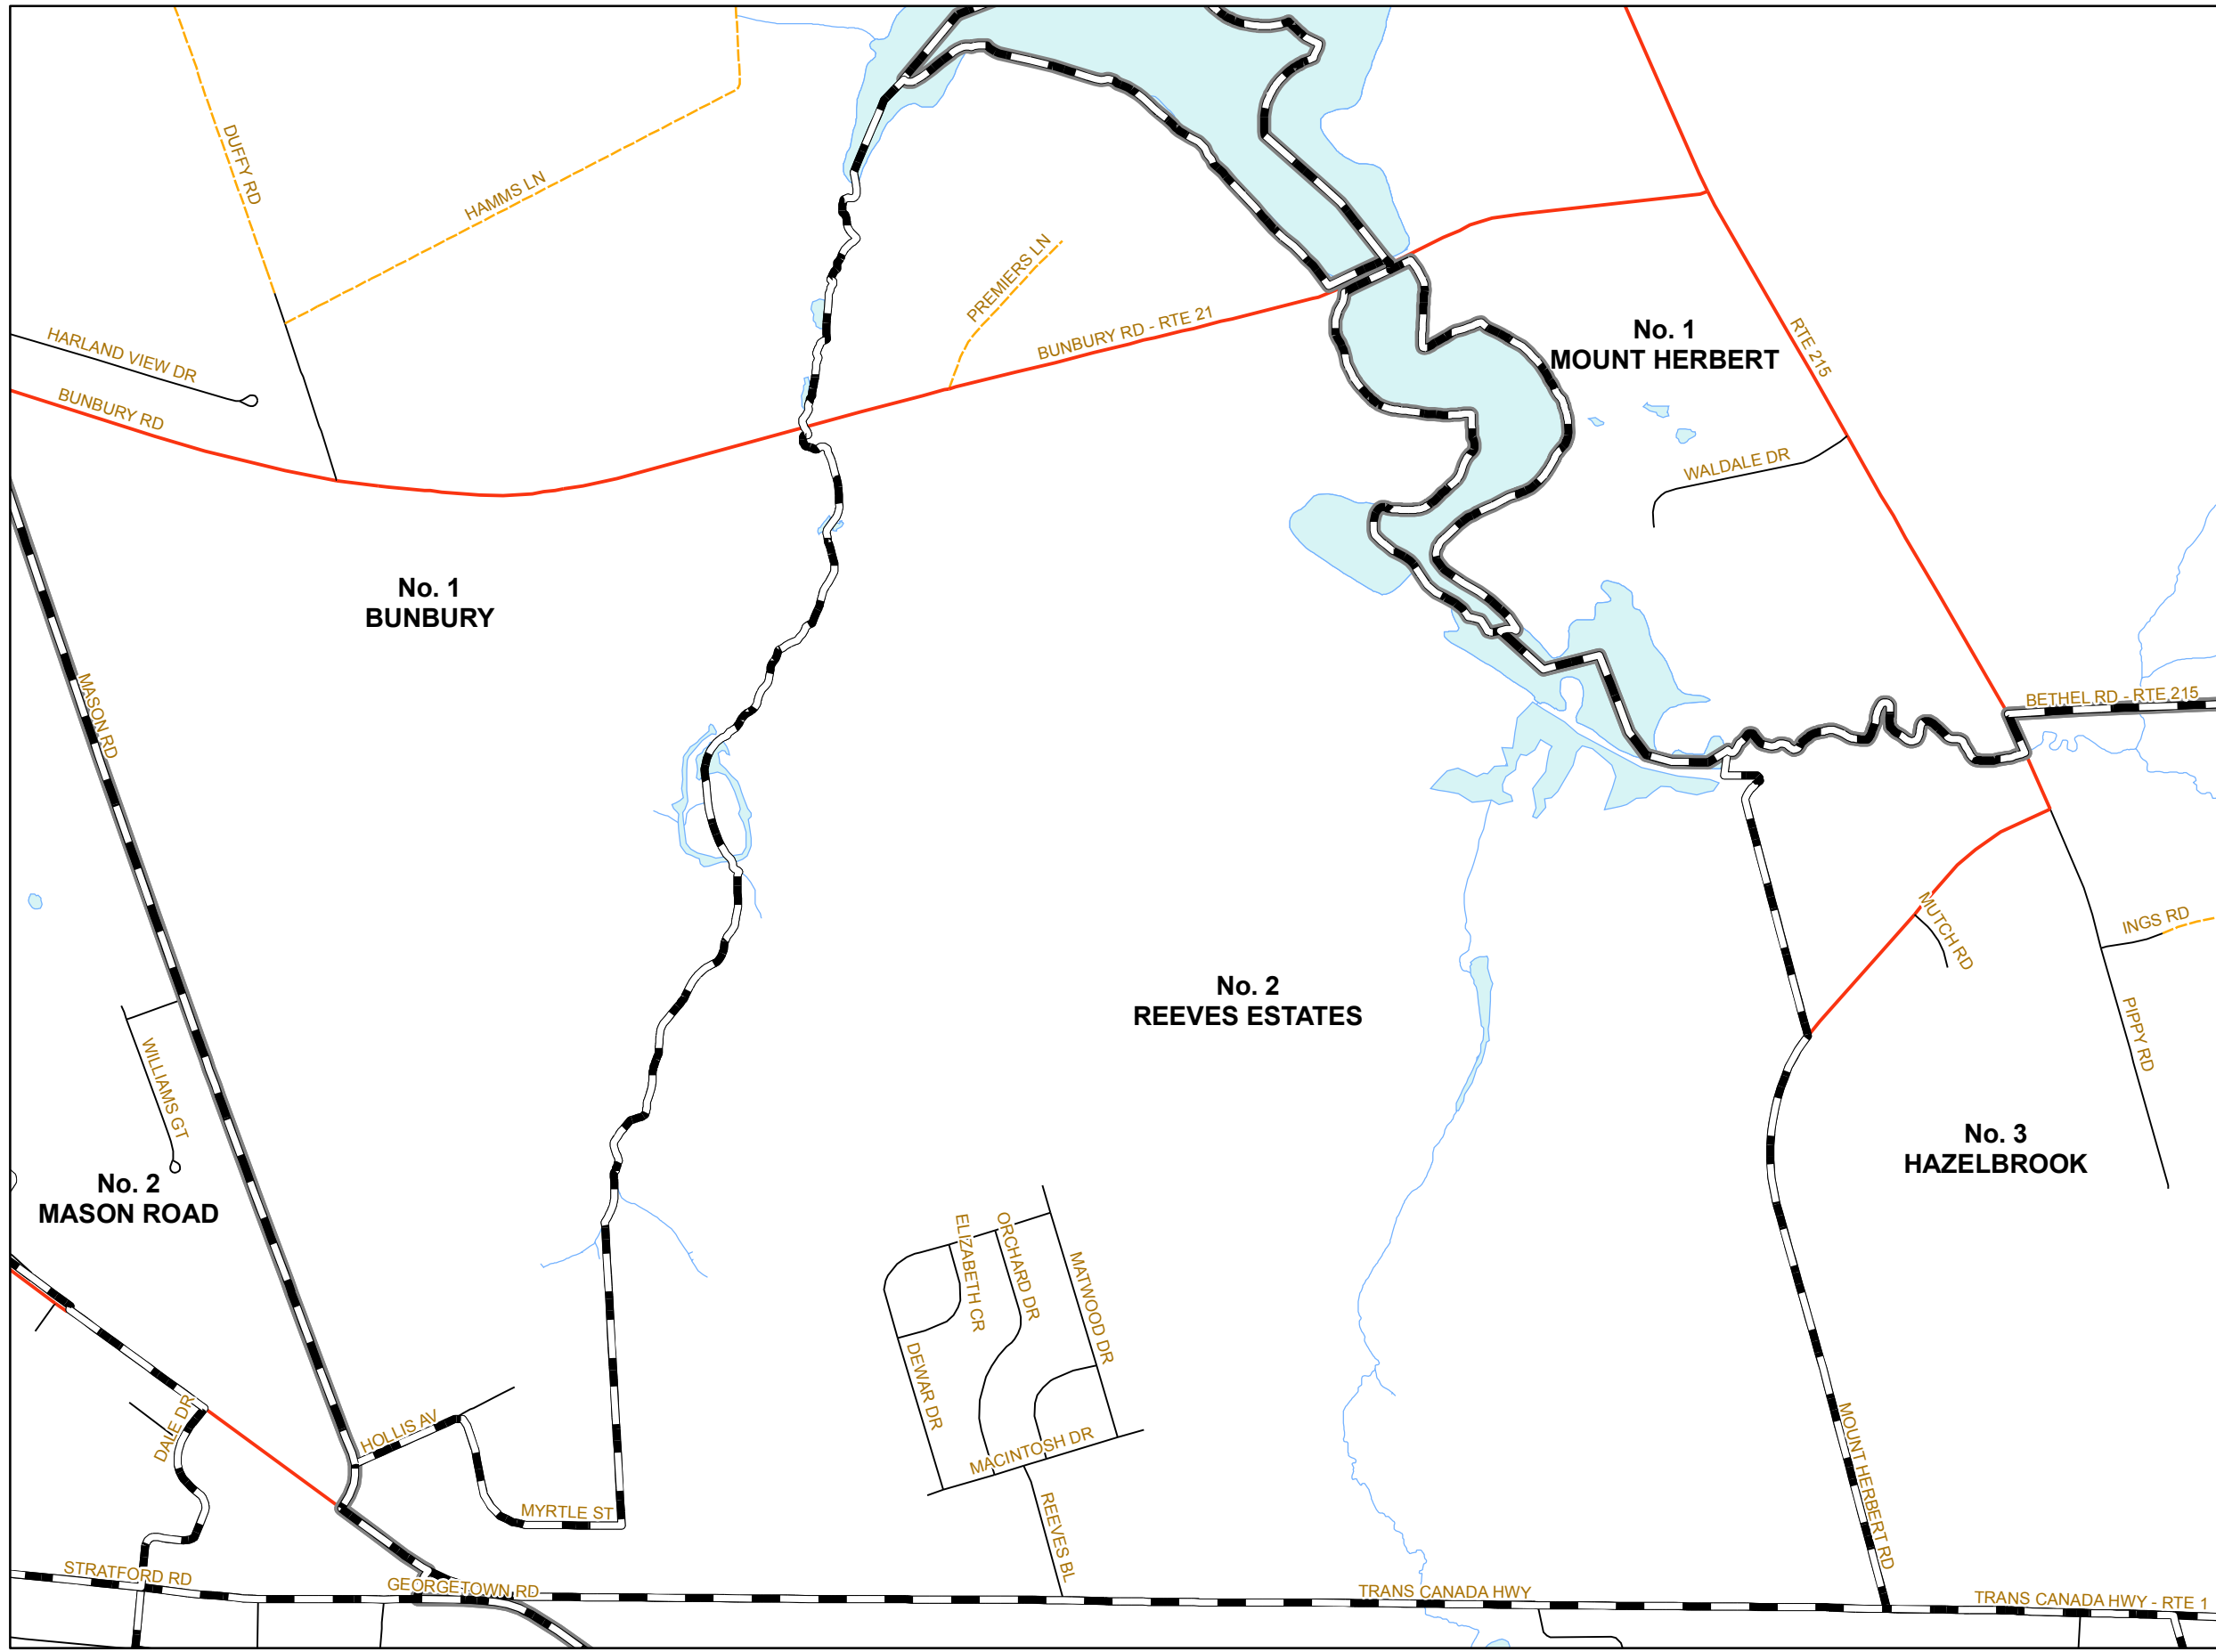 DUFFY RD
HAMMS LN
PREMIERS LN
HARLAND VIEW DR
BUNBURY RD
BUNBURY RD - RTE 21
No. 1
MOUNT HERBERT
RTE 215
WALDALE DR
No. 1
BUNBURY
MASON RD
BETHEL RD - RTE 215
MUTCH RD
INGS RD
No. 2
REEVES ESTATES
WILLIAMS GT
PIPPY RD
No. 3
HAZELBROOK
No. 2
MASON ROAD
ELIZABETH CR
ORCHARD DR
MATWOOD DR
DEWAR DR
DALE DR
HOLLIS AV
MACINTOSH DR
MOUNT HERBERT RD
MYRTLE ST
REEVES BL
STRATFORD RD
GEORGETOWN RD
TRANS CANADA HWY
TRANS CANADA HWY - RTE 1